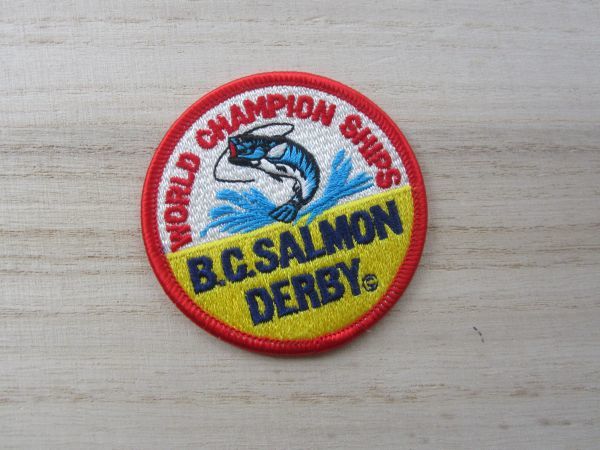 WORLD CHAMPION SHIPS
B.C. SALMON
DERBY ©